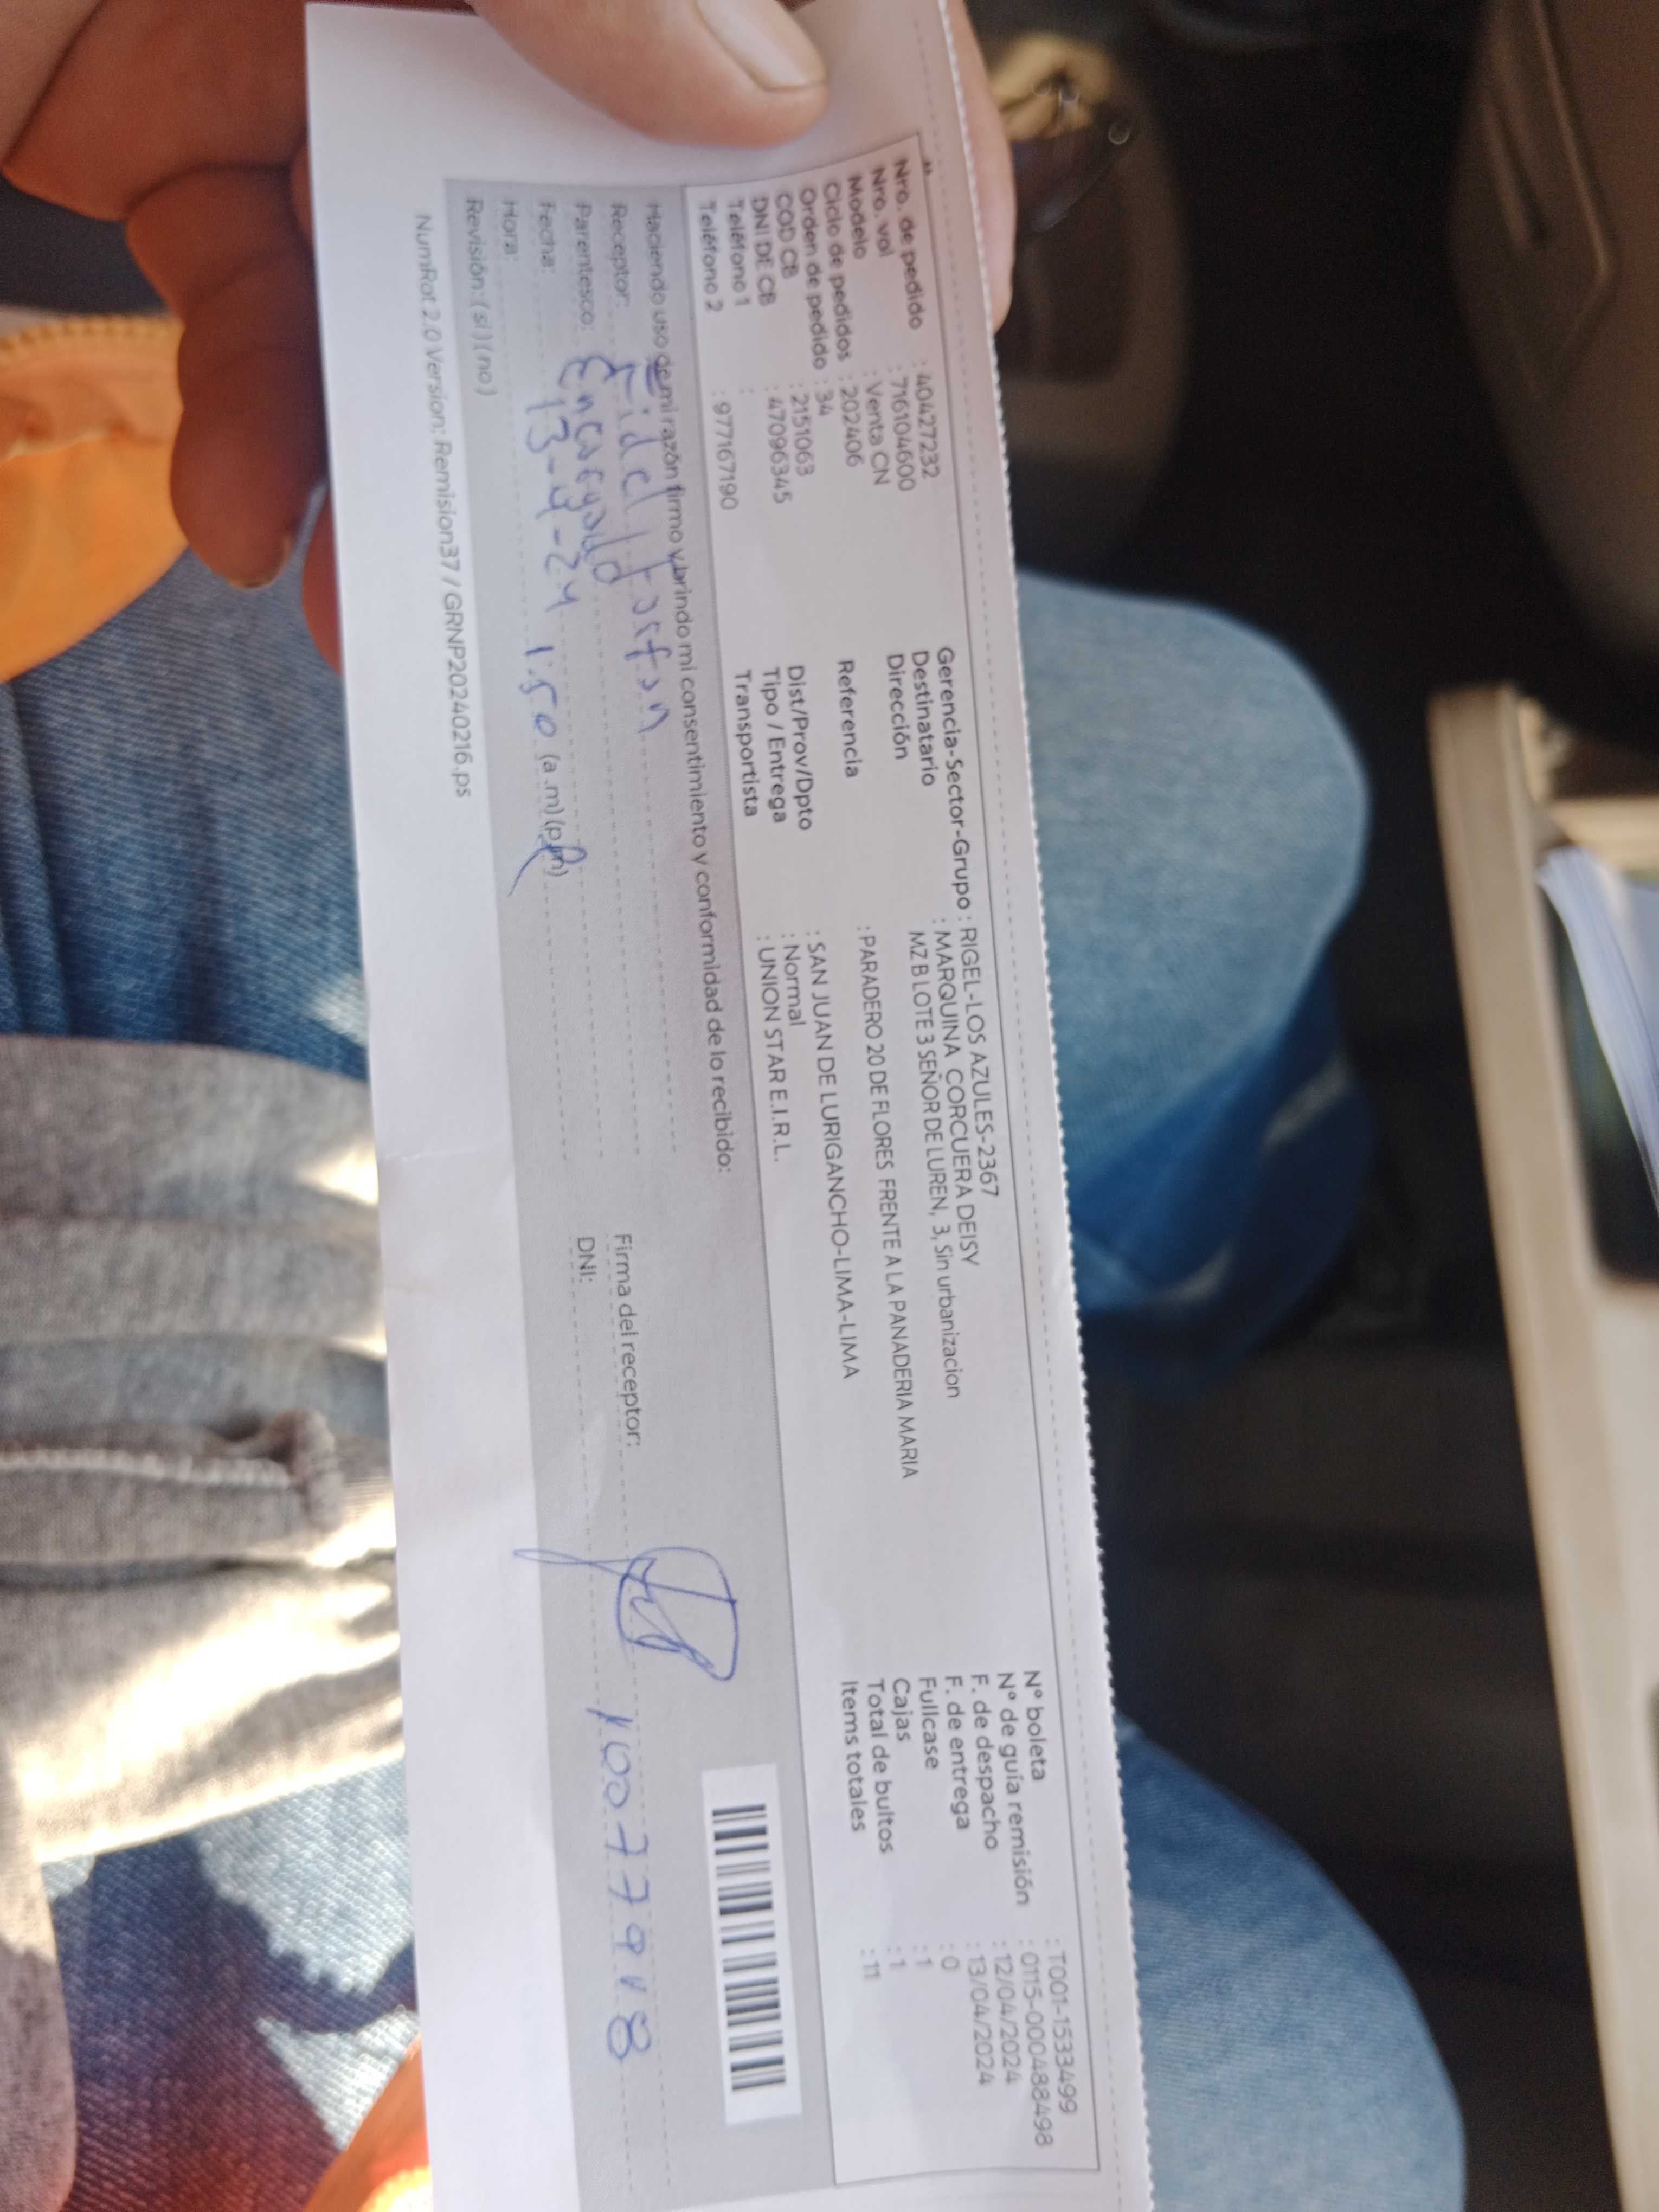 Nro. de pedido : 40427232
Nro. vol : 716104600
Modelo : Venta CN
Ciclo de pedidos : 202406
Orden de pedido : 34
COD CB : 2151063
DNI DE CB : 47096345
Teléfono 1 :
Teléfono 2 : 977167190
Gerencia-Sector-Grupo : RIGEL-LOS AZULES-2367
Destinatario : MARQUINA CORCUERA DEISY
Dirección MZ B LOTE 3 SEÑOR DE LUREN, 3, Sin urbanizacion
Referencia : PARADERO 20 DE FLORES FRENTE A LA PANADERIA MARIA
Dist/Prov/Dpto : SAN JUAN DE LURIGANCHO-LIMA-LIMA
Tipo / Entrega : Normal
Transportista : UNION STAR E.I.R.L.
N° boleta : T001-1533499
N° de guía remisión : 0115-000488498
F. de despacho : 12/04/2024
F. de entrega : 13/04/2024
Fullcase : 0
Cajas : 1
Total de bultos : 1
Items totales : 11
Haciendo uso de mi razón firmo y brindo mi consentimiento y conformidad de lo recibido:
Receptor: Fidel
Parentesco: Encargado
Fecha: 13-4-24
Hora: 1:50 (a.m) (p.m)
Revisión: (si) (no)
Firma del receptor:
DNI:
NumRot 2.0 Version: Remision37 / GRNP20240216.ps